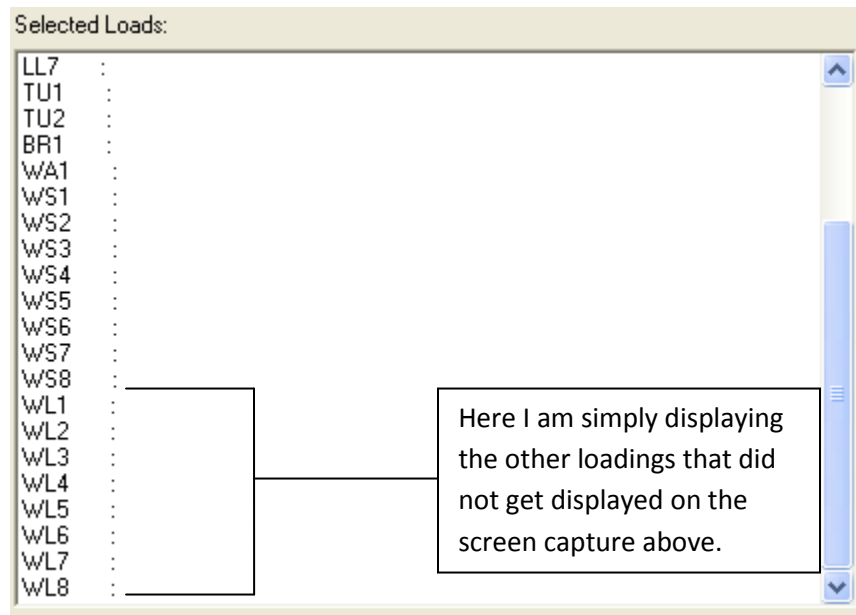 Selected Loads:
LL7 :
TU1 :
TU2 :
BR1 :
WA1 :
WS1 :
WS2 :
WS3 :
WS4 :
WS5 :
WS6 :
WS7 :
WS8 :
WL1 :
WL2 :
WL3 :
WL4 :
WL5 :
WL6 :
WL7 :
WL8 :
Here I am simply displaying
the other loadings that did
not get displayed on the
screen capture above.